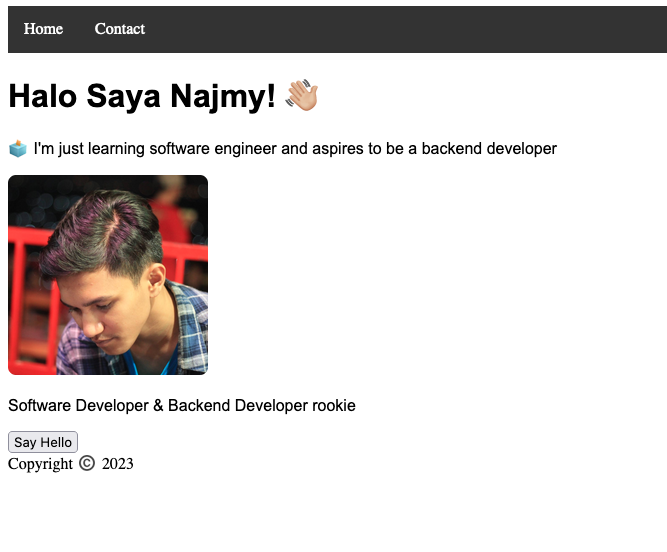 Home Contact
Halo Saya Najmy! 👋🏼
🗳️ I'm just learning software engineer and aspires to be a backend developer
Software Developer & Backend Developer rookie
Say Hello
Copyright © 2023